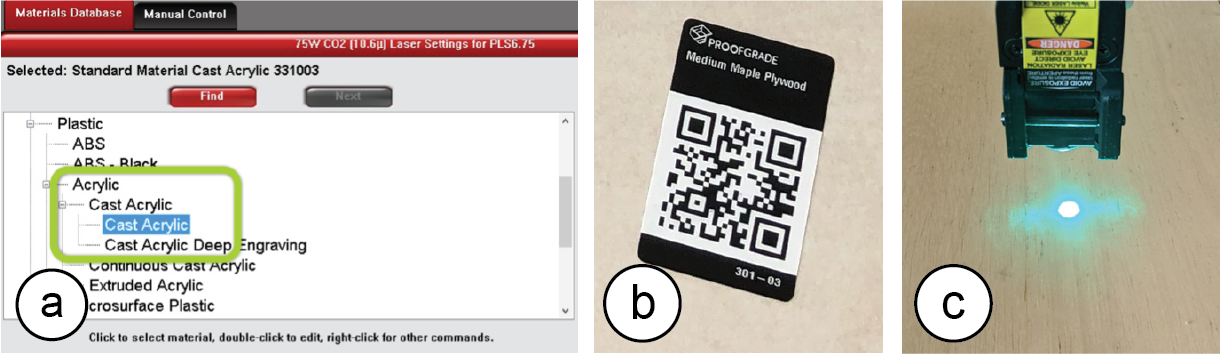 Materials Database
Manual Control
75W CO2 (10.6µ) Laser Settings for PLS6.75
Selected: Standard Material Cast Acrylic 331003
Find
Next
Plastic
ABS
ABS - Black
Acrylic
Cast Acrylic
Cast Acrylic
Cast Acrylic Deep Engraving
Continuous Cast Acrylic
Extruded Acrylic
crosurface Plastic
Click to select material, double-click to edit, right-click for other commands.
a
PROOFGRADE
Medium Maple Plywood
301-03
b
DANGER
EYE EXPOSURE
AVOID DIRECT
LASER RADIATION
AVOID EXPOSURE
c